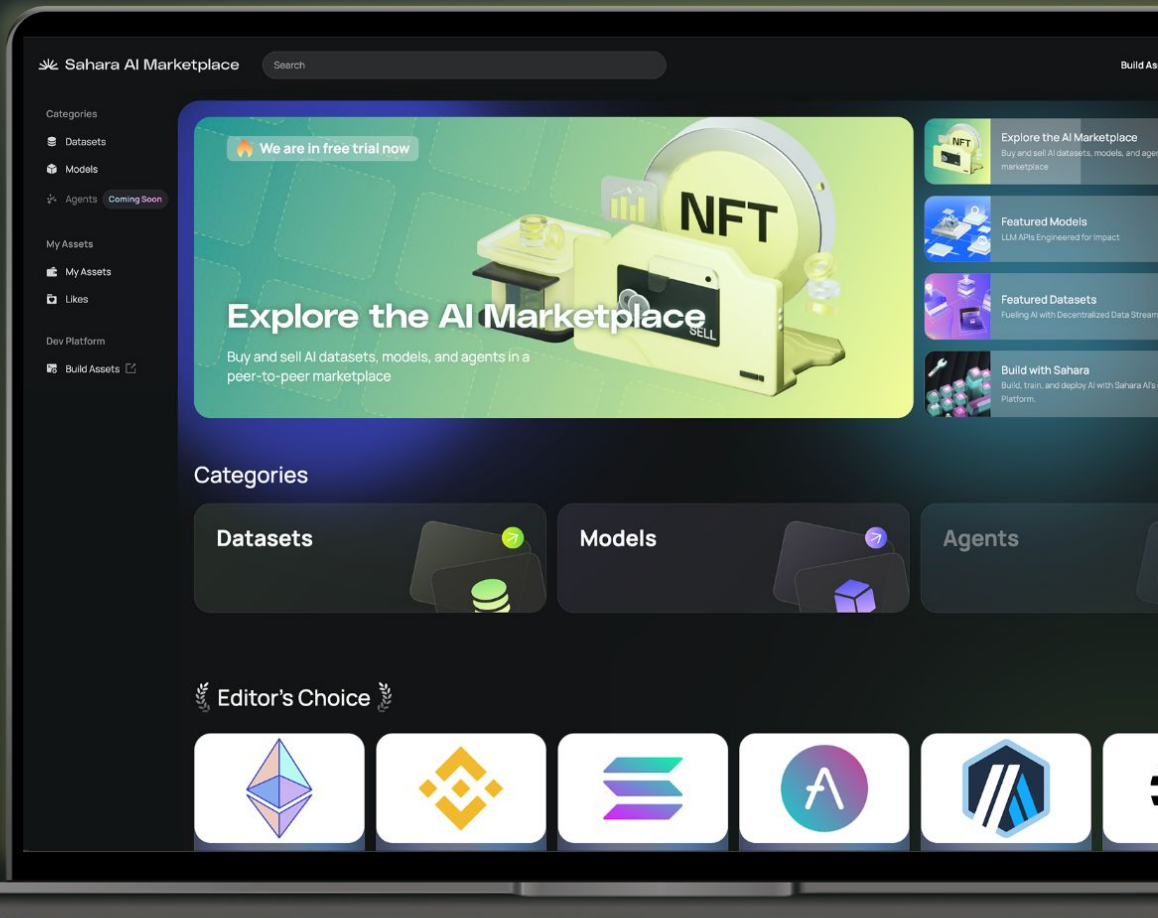 Sahara AI Marketplace
Search
Build As
Categories
Datasets
Models
Agents Coming Soon
My Assets
My Assets
Likes
Dev Platform
Build Assets
We are in free trial now
NFT
SELL
Explore the AI Marketplace
Buy and sell AI datasets, models, and agents in a
peer-to-peer marketplace
NFT
Explore the AI Marketplace
Buy and sell AI datasets, models, and agen
marketplace
Featured Models
LLM APIs Engineered for Impact
Featured Datasets
Fueling AI with Decentralized Data Stream
Build with Sahara
Build, train, and deploy AI with Sahara AI's
Platform.
Categories
Datasets
Models
Agents
Editor's Choice